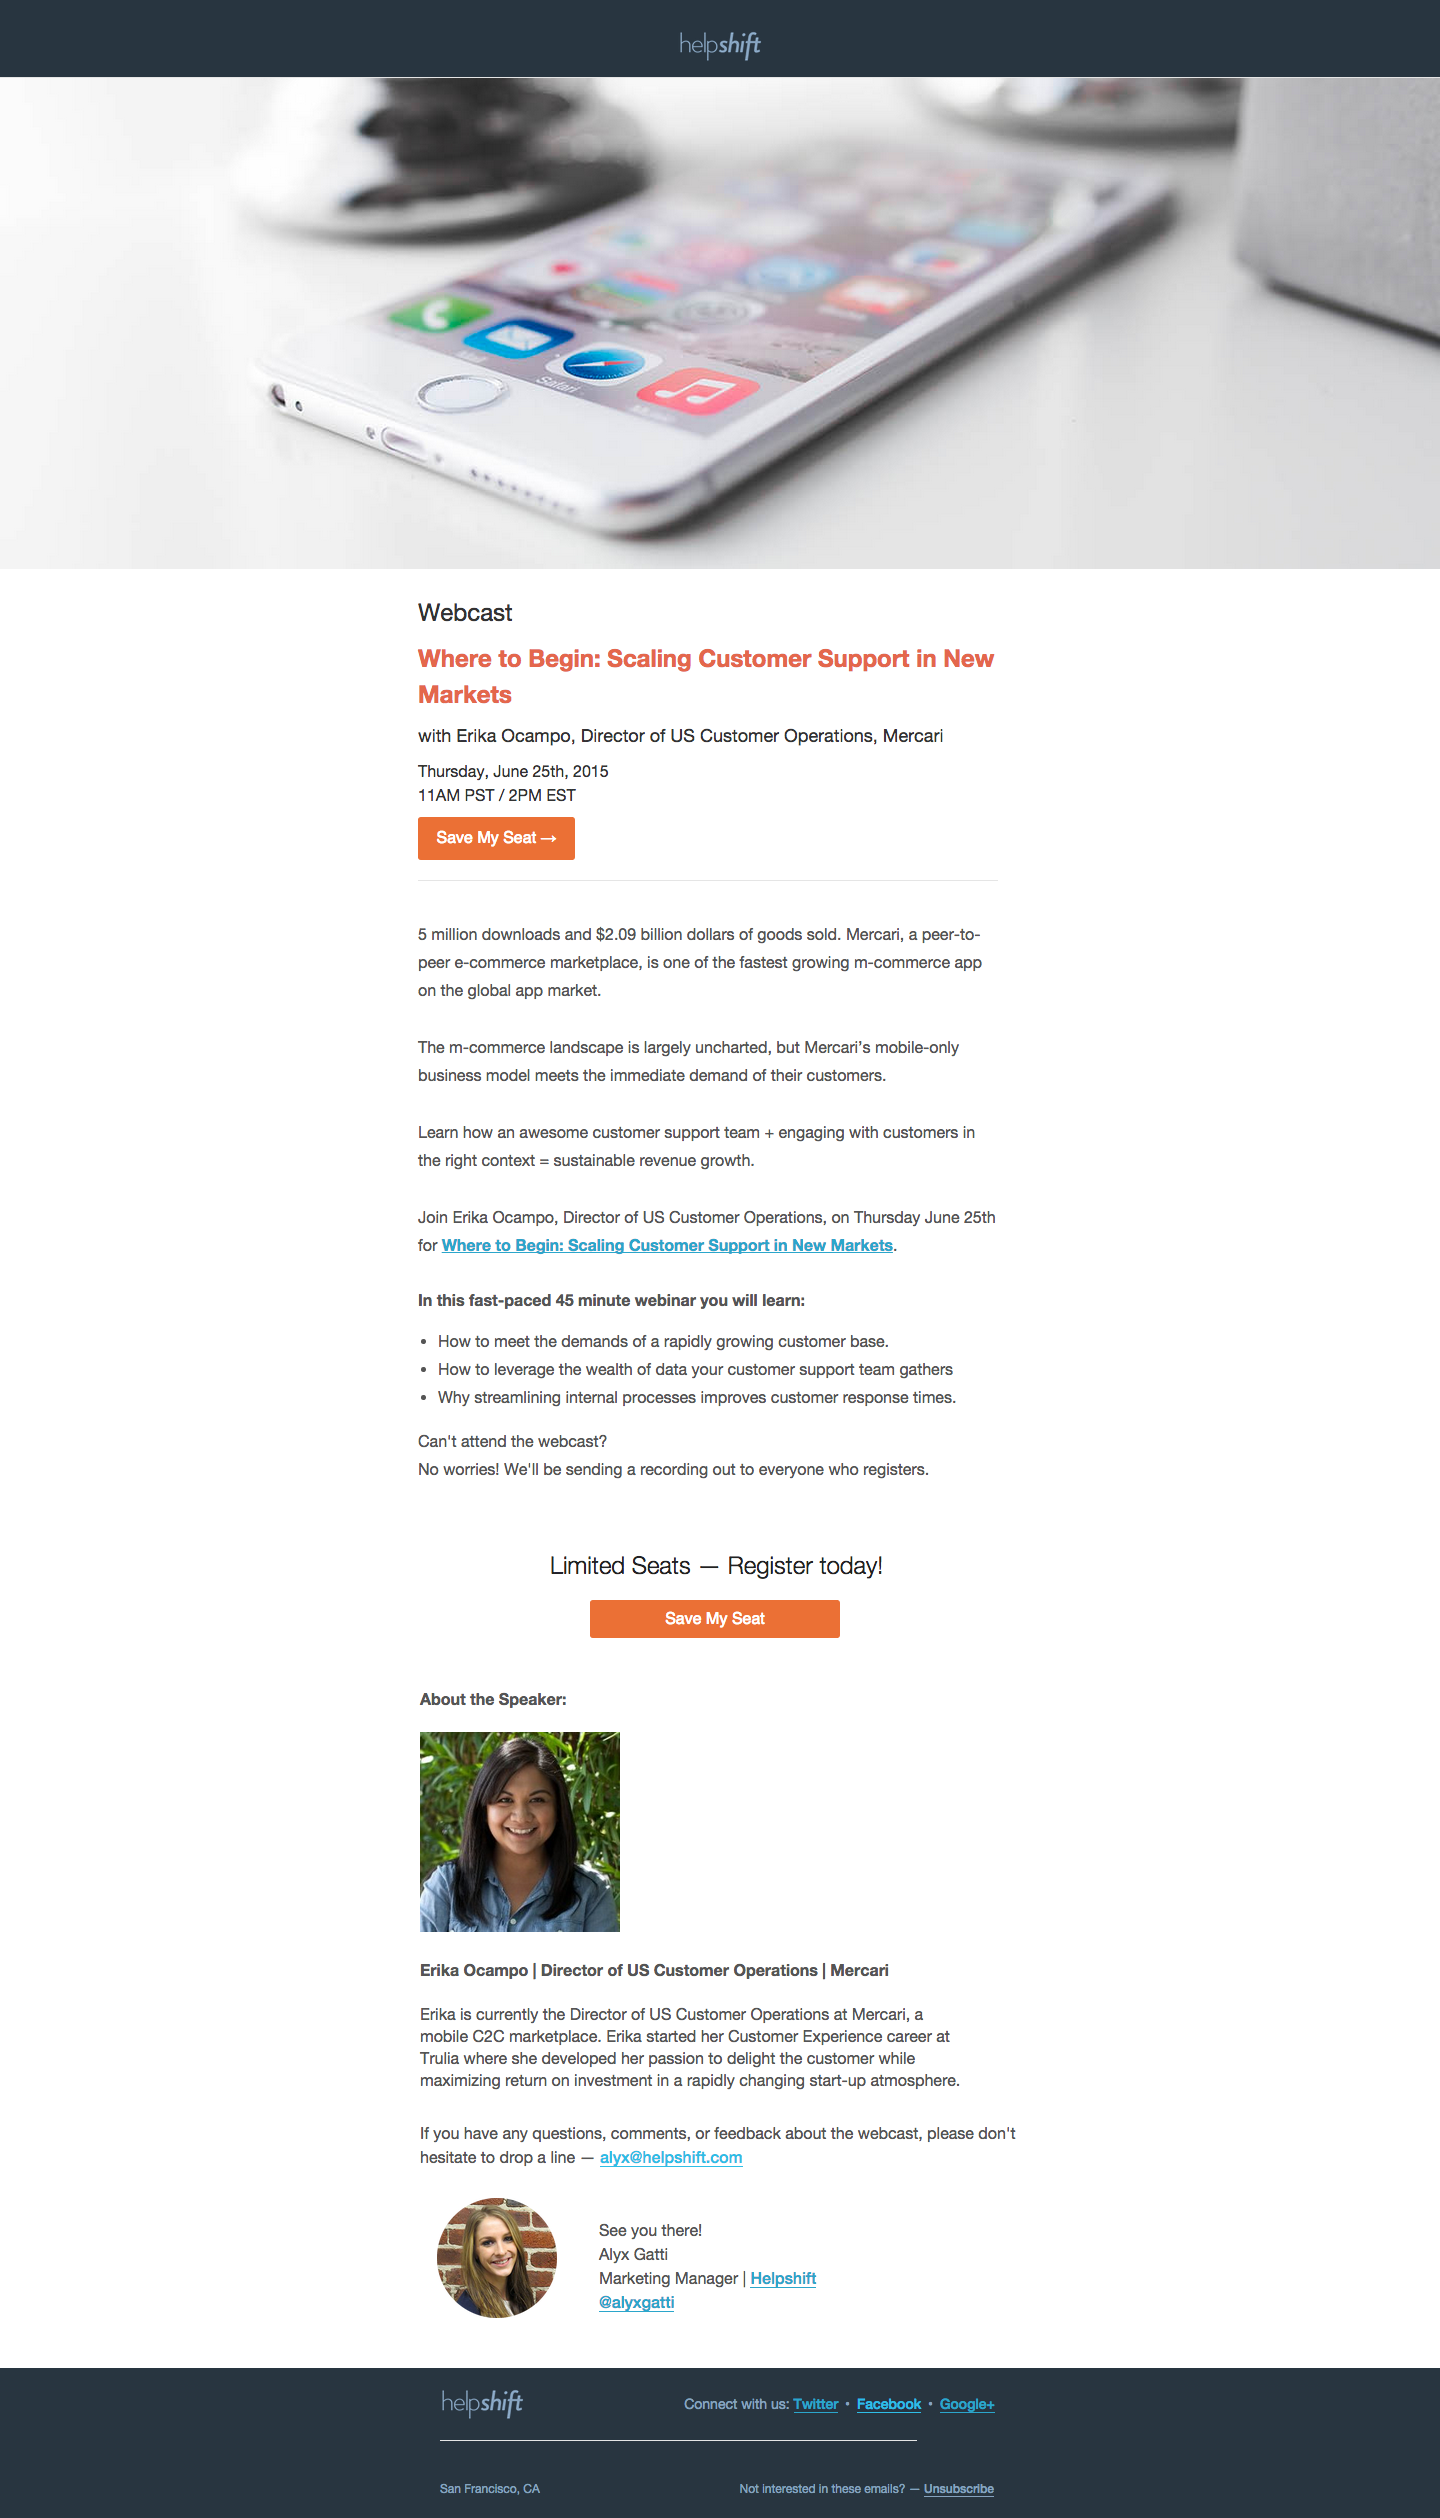 helpshift
Safari
Webcast
Where to Begin: Scaling Customer Support in New
Markets
with Erika Ocampo, Director of US Customer Operations, Mercari
Thursday, June 25th, 2015
11AM PST / 2PM EST
Save My Seat →
5 million downloads and $2.09 billion dollars of goods sold. Mercari, a peer-to-
peer e-commerce marketplace, is one of the fastest growing m-commerce app
on the global app market.
The m-commerce landscape is largely uncharted, but Mercari’s mobile-only
business model meets the immediate demand of their customers.
Learn how an awesome customer support team + engaging with customers in
the right context = sustainable revenue growth.
Join Erika Ocampo, Director of US Customer Operations, on Thursday June 25th
for Where to Begin: Scaling Customer Support in New Markets.
In this fast-paced 45 minute webinar you will learn:
• How to meet the demands of a rapidly growing customer base.
• How to leverage the wealth of data your customer support team gathers
• Why streamlining internal processes improves customer response times.
Can't attend the webcast?
No worries! We'll be sending a recording out to everyone who registers.
Limited Seats — Register today!
Save My Seat
About the Speaker:
Erika Ocampo | Director of US Customer Operations | Mercari
Erika is currently the Director of US Customer Operations at Mercari, a
mobile C2C marketplace. Erika started her Customer Experience career at
Trulia where she developed her passion to delight the customer while
maximizing return on investment in a rapidly changing start-up atmosphere.
If you have any questions, comments, or feedback about the webcast, please don't
hesitate to drop a line — alyx@helpshift.com
See you there!
Alyx Gatti
Marketing Manager | Helpshift
@alyxgatti
helpshift
Connect with us: Twitter • Facebook • Google+
San Francisco, CA
Not interested in these emails? — Unsubscribe